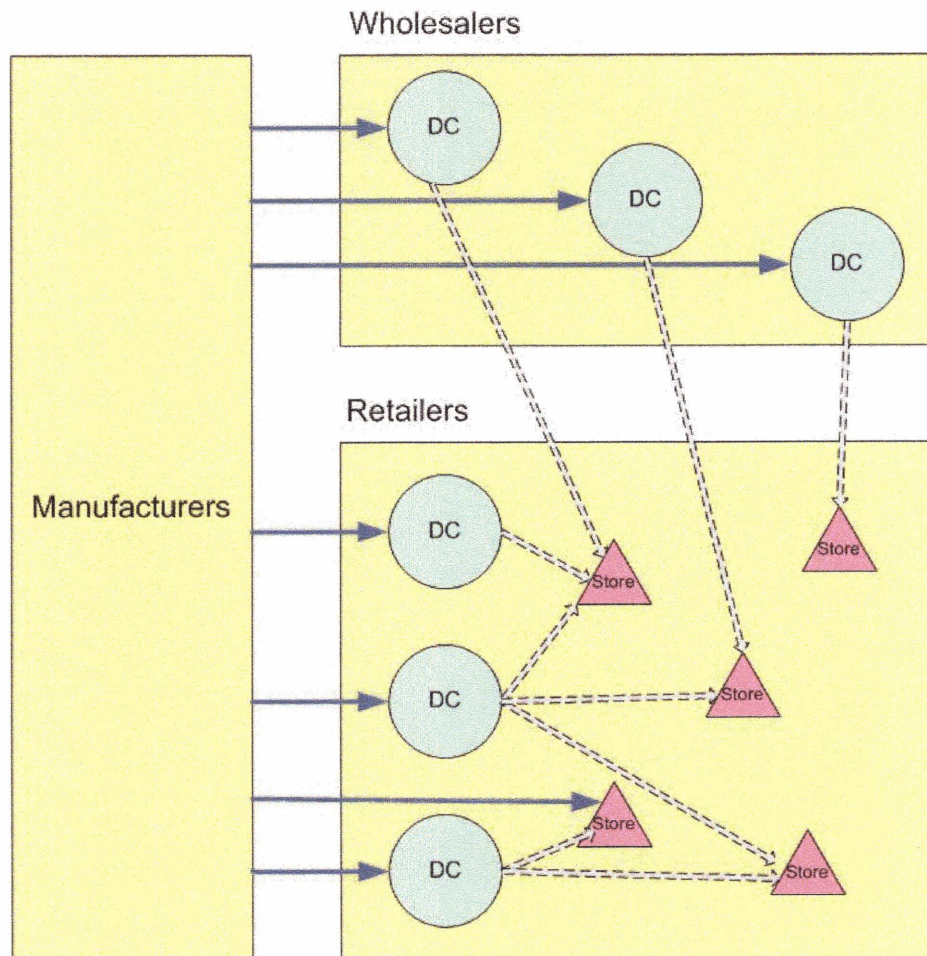 Wholesalers
DC
DC
DC
Retailers
Manufacturers
DC
Store
Store
DC
Store
Store
DC
Store